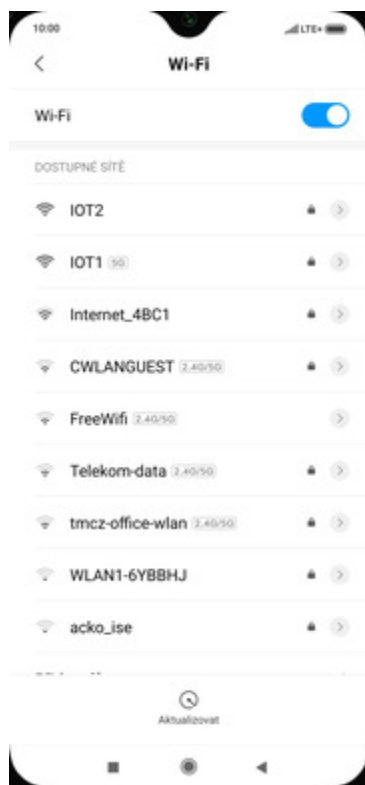 10:00
LTE+
Wi-Fi
Wi-Fi
DOSTUPNÉ SÍTĚ
IOT2
IOT1 5G
Internet_4BC1
CWLANGUEST 2.4G/5G
FreeWifi 2.4G/5G
Telekom-data 2.4G/5G
tmcz-office-wlan 2.4G/5G
WLAN1-6YBBHJ
acko_ise
Aktualizovat